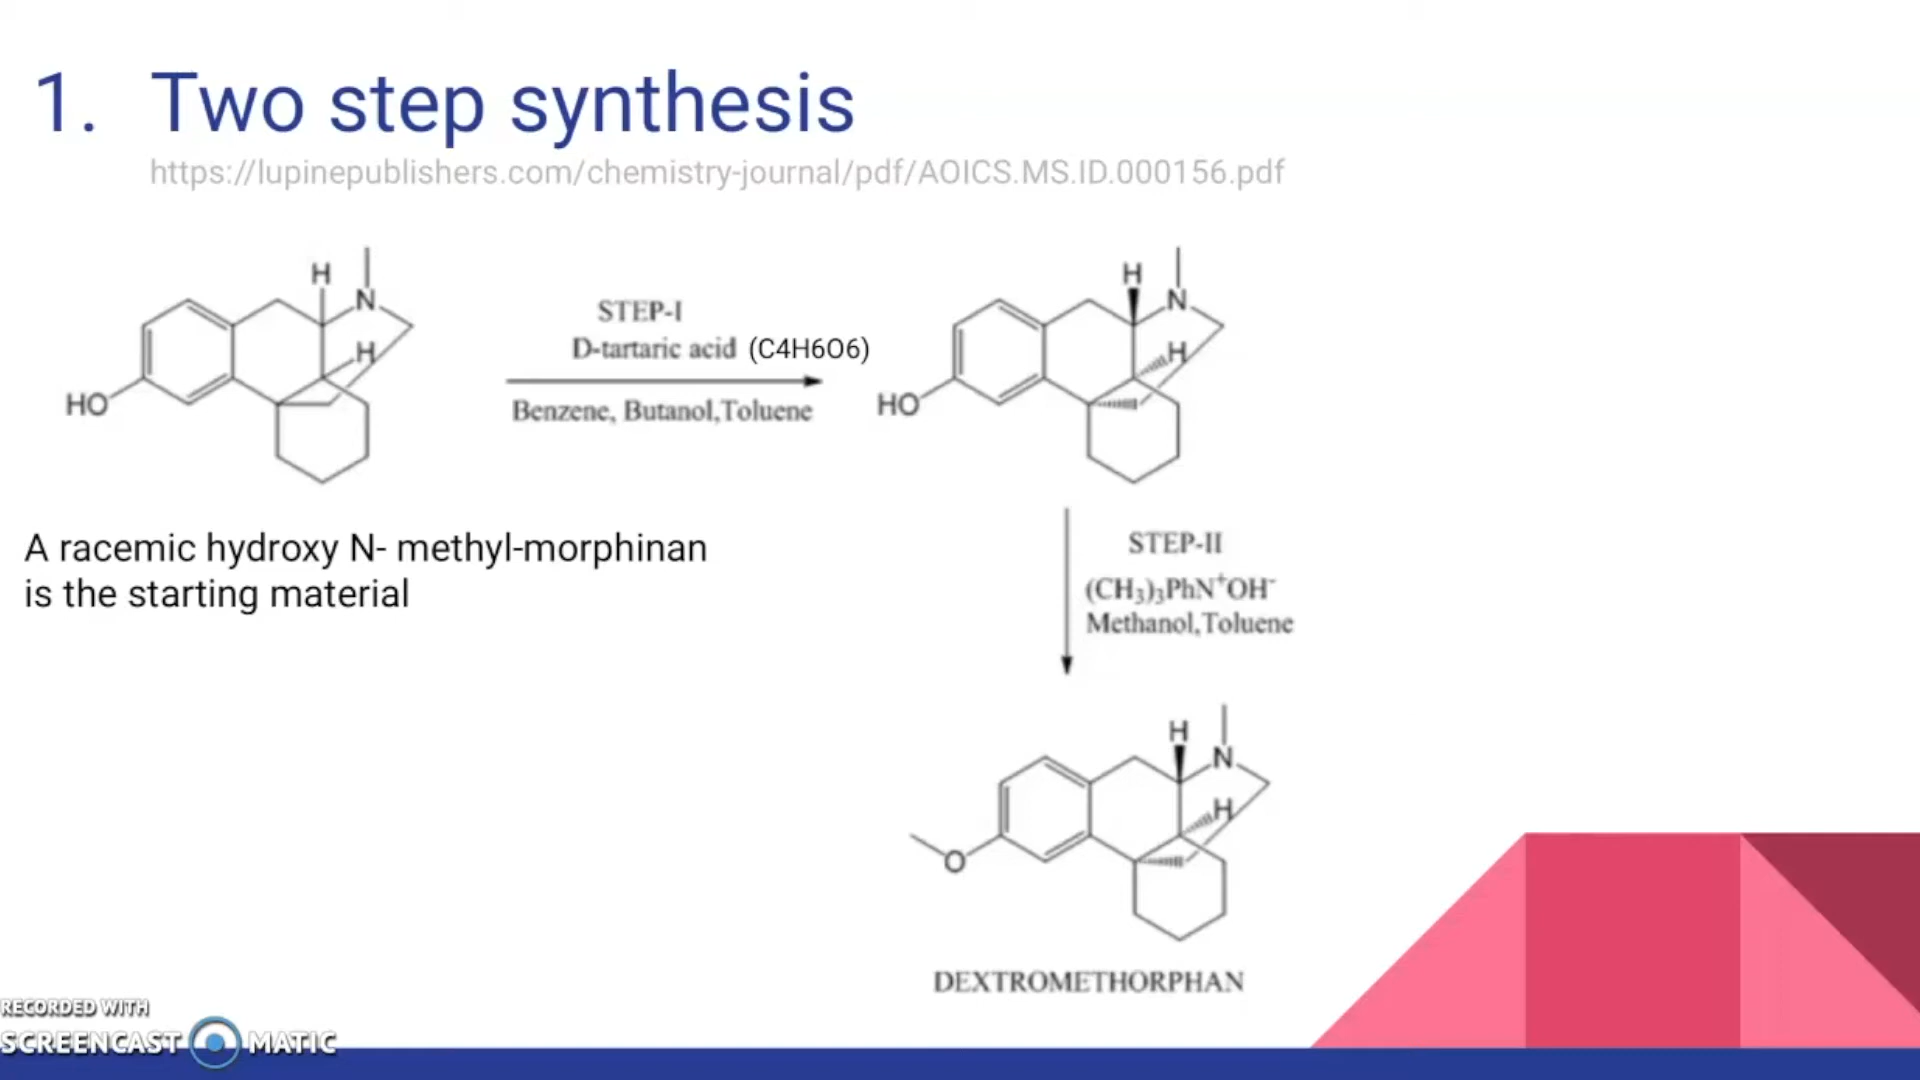 1. Two step synthesis
https://lupinepublishers.com/chemistry-journal/pdf/AOICS.MS.ID.000156.pdf
H
N
H
HO
STEP-I
D-tartaric acid (C4H6O6)
Benzene, Butanol,Toluene
H
N
H
HO
A racemic hydroxy N- methyl-morphinan
is the starting material
STEP-II
(CH₃)₃PhN⁺OH⁻
Methanol,Toluene
H
N
H
O
DEXTROMETHORPHAN
RECORDED WITH
SCREENCAST MATIC